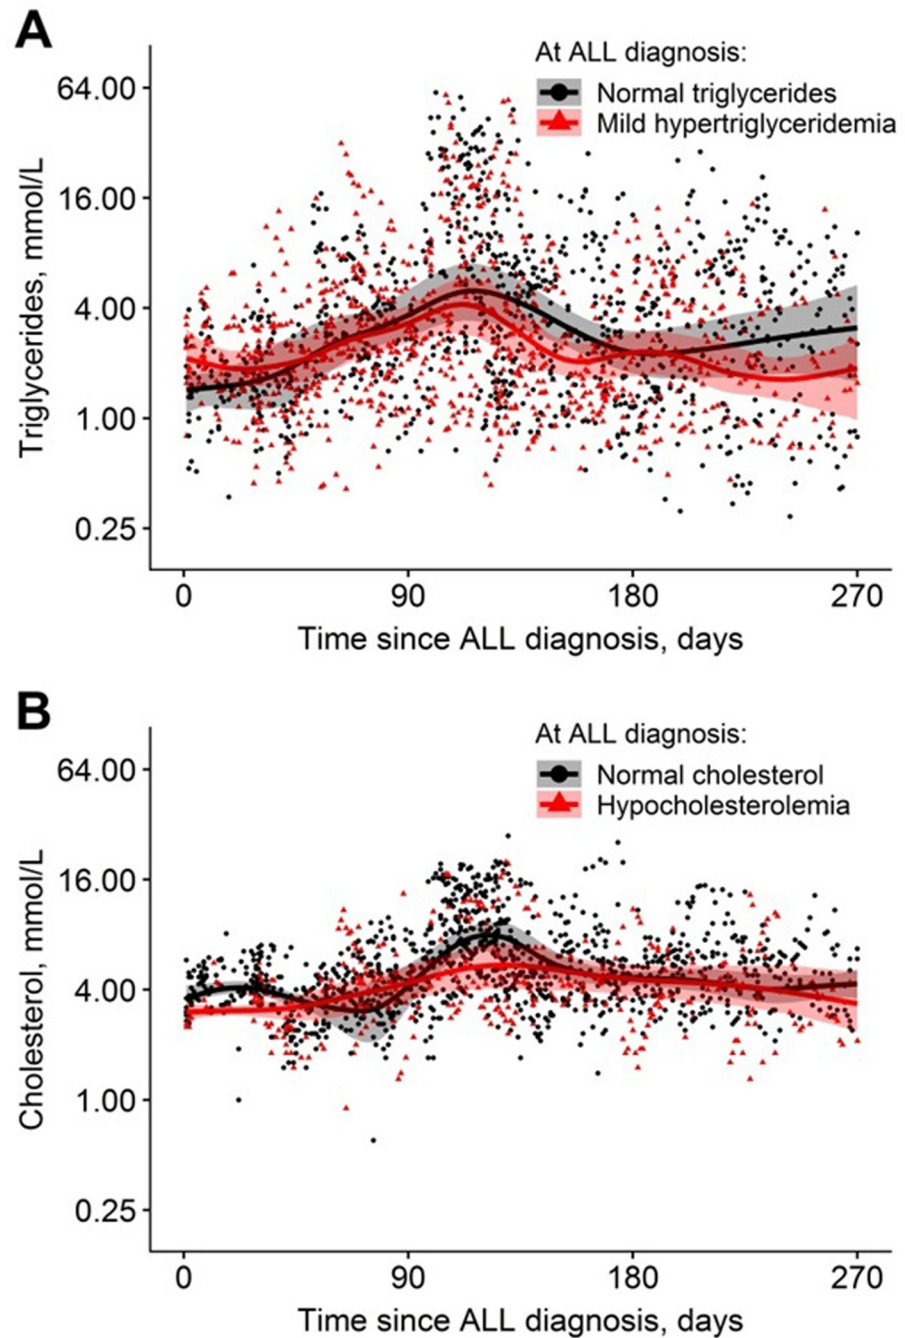 A
At ALL diagnosis:
Normal triglycerides
Mild hypertriglyceridemia
Triglycerides, mmol/L
64.00
16.00
4.00
1.00
0.25
0 90 180 270
Time since ALL diagnosis, days
B
At ALL diagnosis:
Normal cholesterol
Hypocholesterolemia
Cholesterol, mmol/L
64.00
16.00
4.00
1.00
0.25
0 90 180 270
Time since ALL diagnosis, days